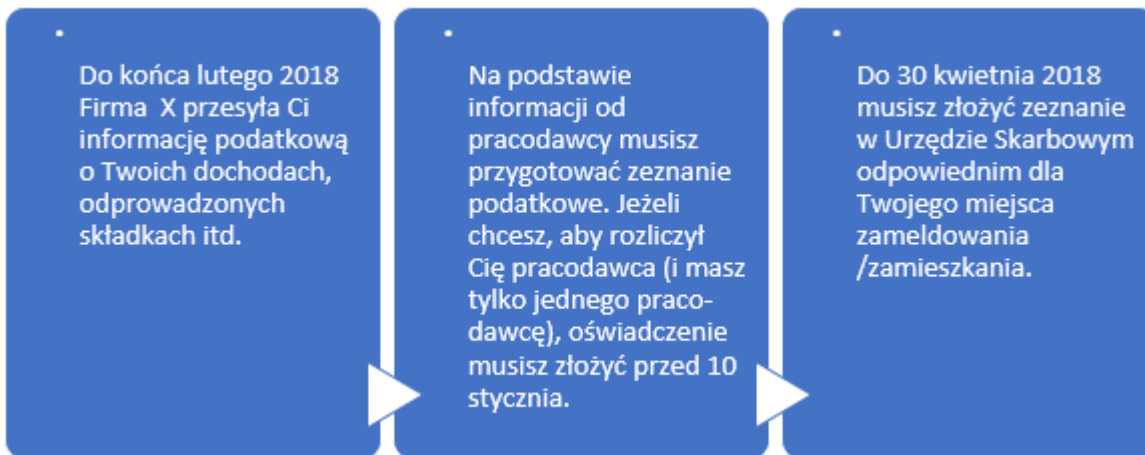 Do końca lutego 2018
Firma X przesyła Ci
informację podatkową
o Twoich dochodach,
odprowadzonych
składkach itd.
Na podstawie
informacji od
pracodawcy musisz
przygotować zeznanie
podatkowe. Jeżeli
chcesz, aby rozliczył
Cię pracodawca (i masz
tylko jednego praco-
dawcę), oświadczenie
musisz złożyć przed 10
stycznia.
Do 30 kwietnia 2018
musisz złożyć zeznanie
w Urzędzie Skarbowym
odpowiednim dla
Twojego miejsca
zameldowania
/zamieszkania.